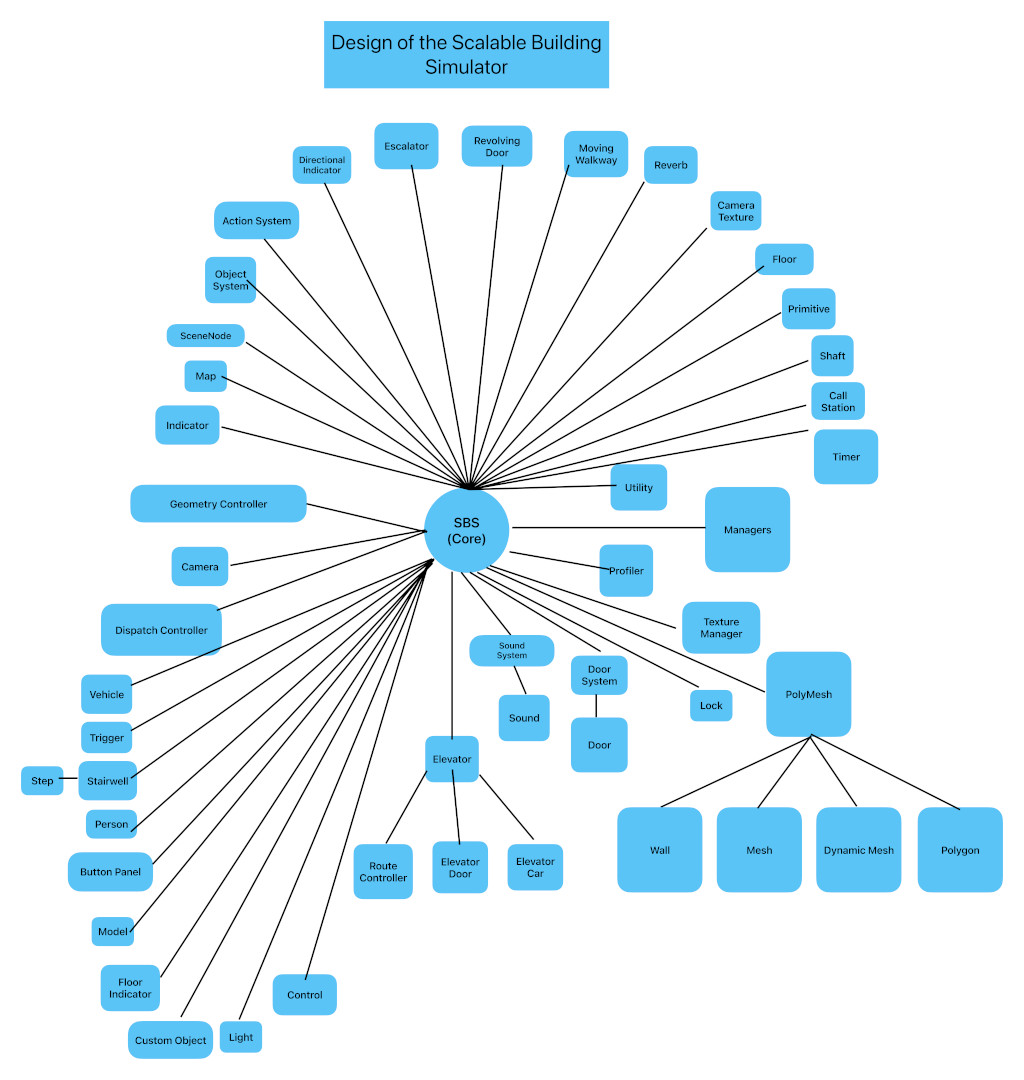 Design of the Scalable Building
Simulator
Escalator
Revolving
Door
Moving
Walkway
Directional
Indicator
Reverb
Camera
Texture
Action System
Floor
Object
System
Primitive
SceneNode
Shaft
Map
Call
Station
Indicator
Timer
Utility
Geometry Controller
SBS
(Core)
Managers
Camera
Profiler
Dispatch Controller
Texture
Manager
Sound
System
Door
System
Vehicle
PolyMesh
Lock
Sound
Trigger
Door
Elevator
Step
Stairwell
Person
Wall
Mesh
Dynamic Mesh
Polygon
Button Panel
Route
Controller
Elevator
Door
Elevator
Car
Model
Floor
Indicator
Control
Custom Object
Light